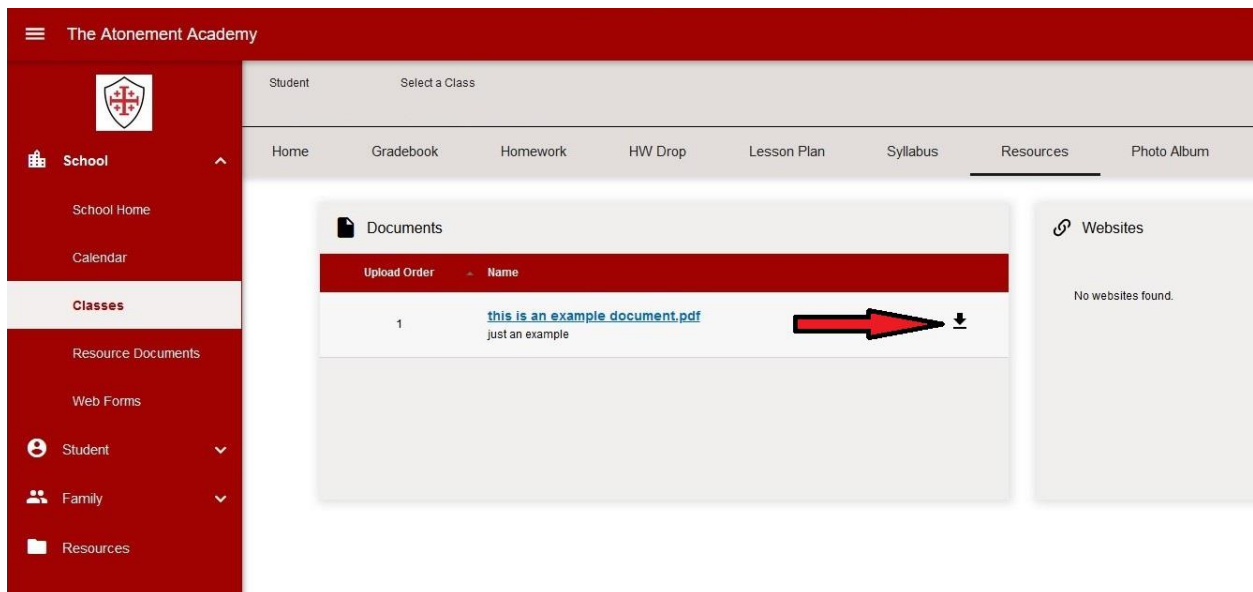 The Atonement Academy
School
School Home
Calendar
Classes
Resource Documents
Web Forms
Student
Family
Resources
Student Select a Class
Home Gradebook Homework HW Drop Lesson Plan Syllabus Resources Photo Album
Documents
Upload Order Name
1 this is an example document.pdf
just an example
Websites
No websites found.